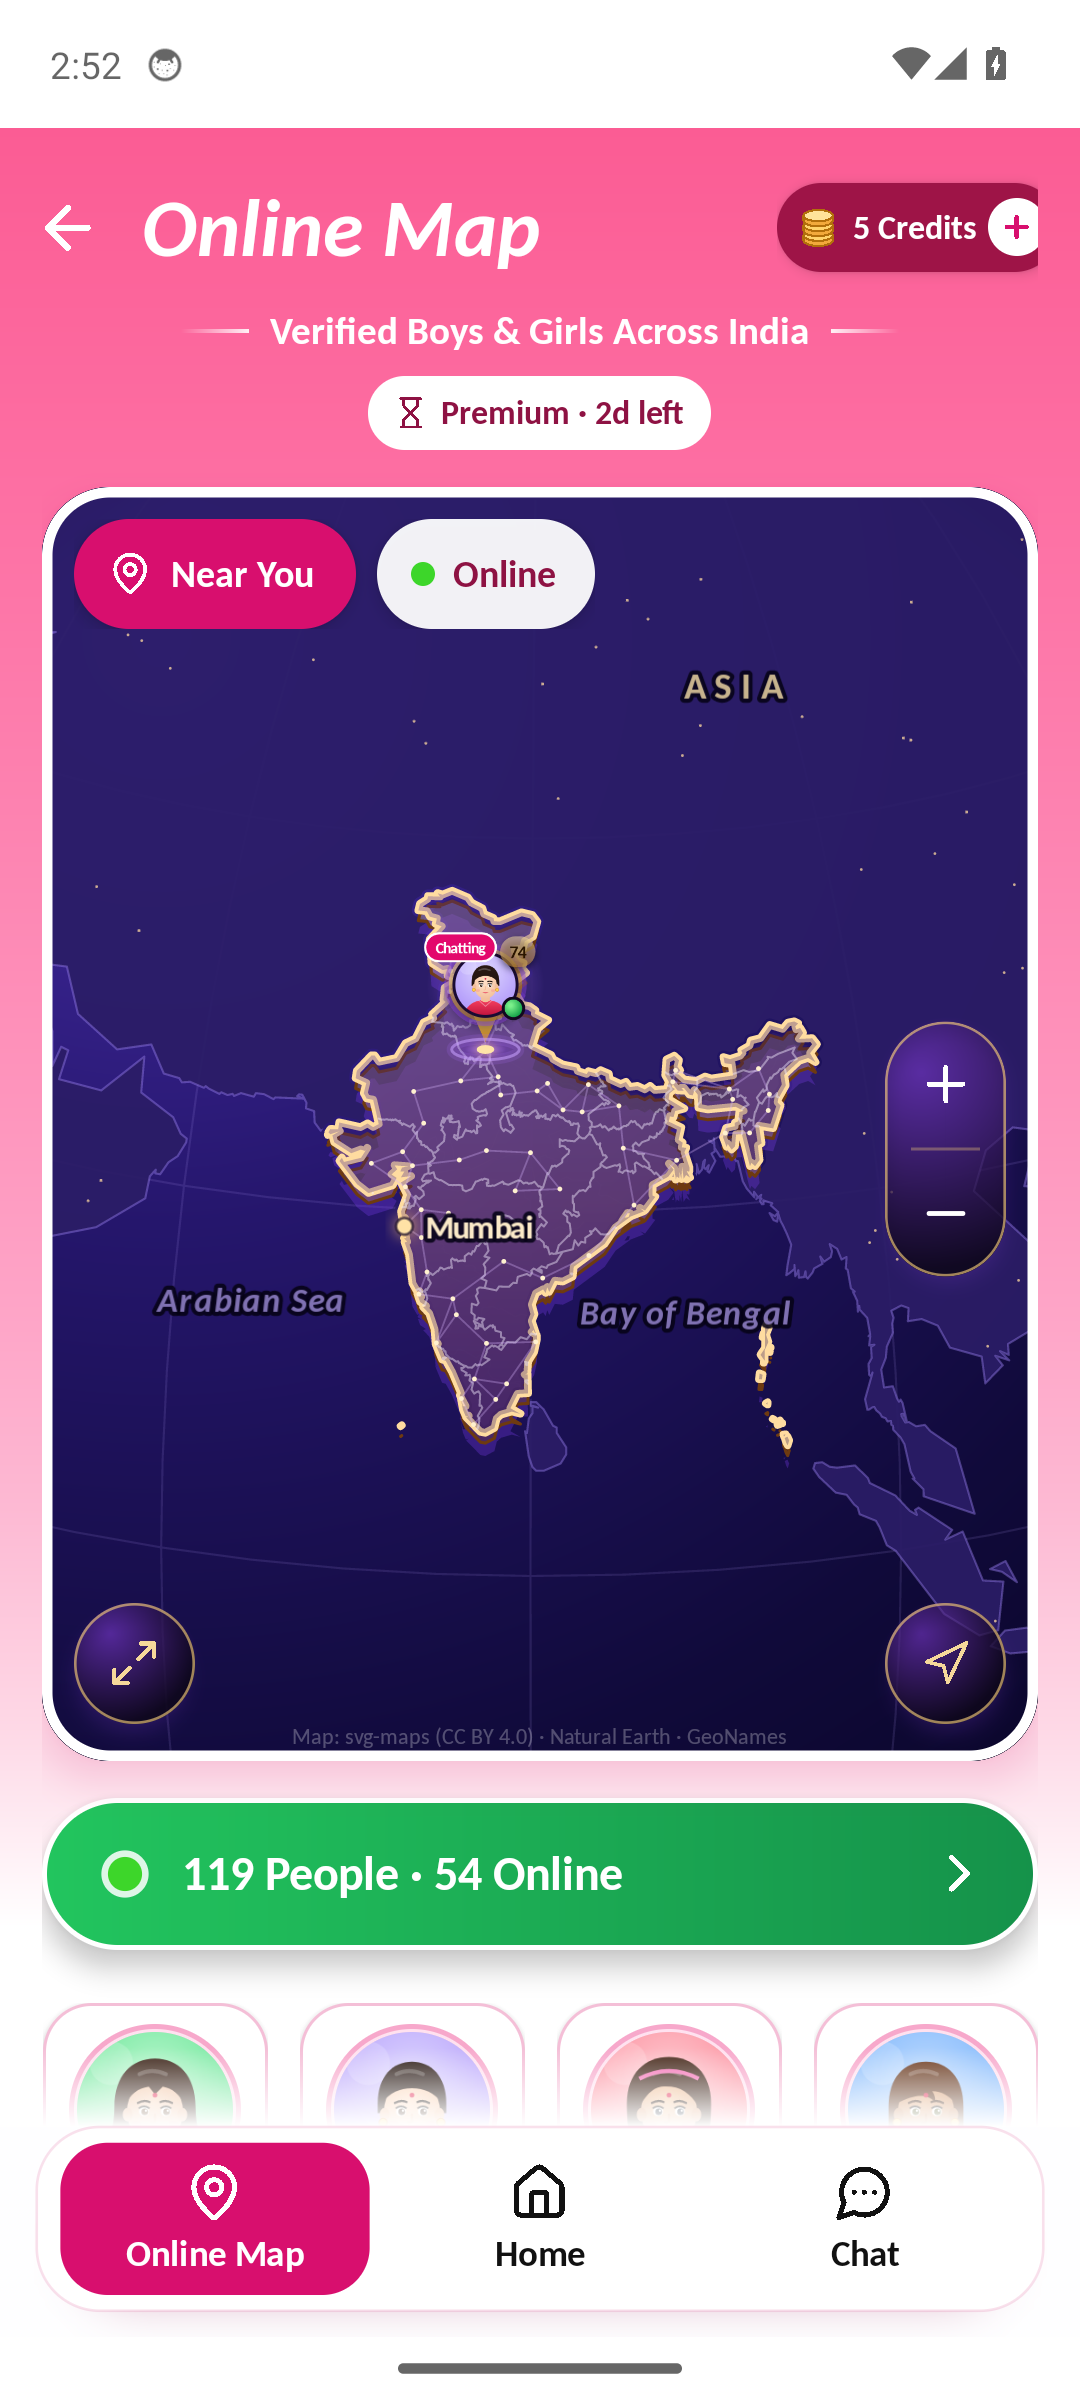 2:52
Online Map
5 Credits
Verified Boys & Girls Across India
Premium · 2d left
Near You
Online
ASIA
Chatting
74
Mumbai
Arabian Sea
Bay of Bengal
Map: svg-maps (CC BY 4.0) · Natural Earth · GeoNames
119 People · 54 Online
Online Map
Home
Chat